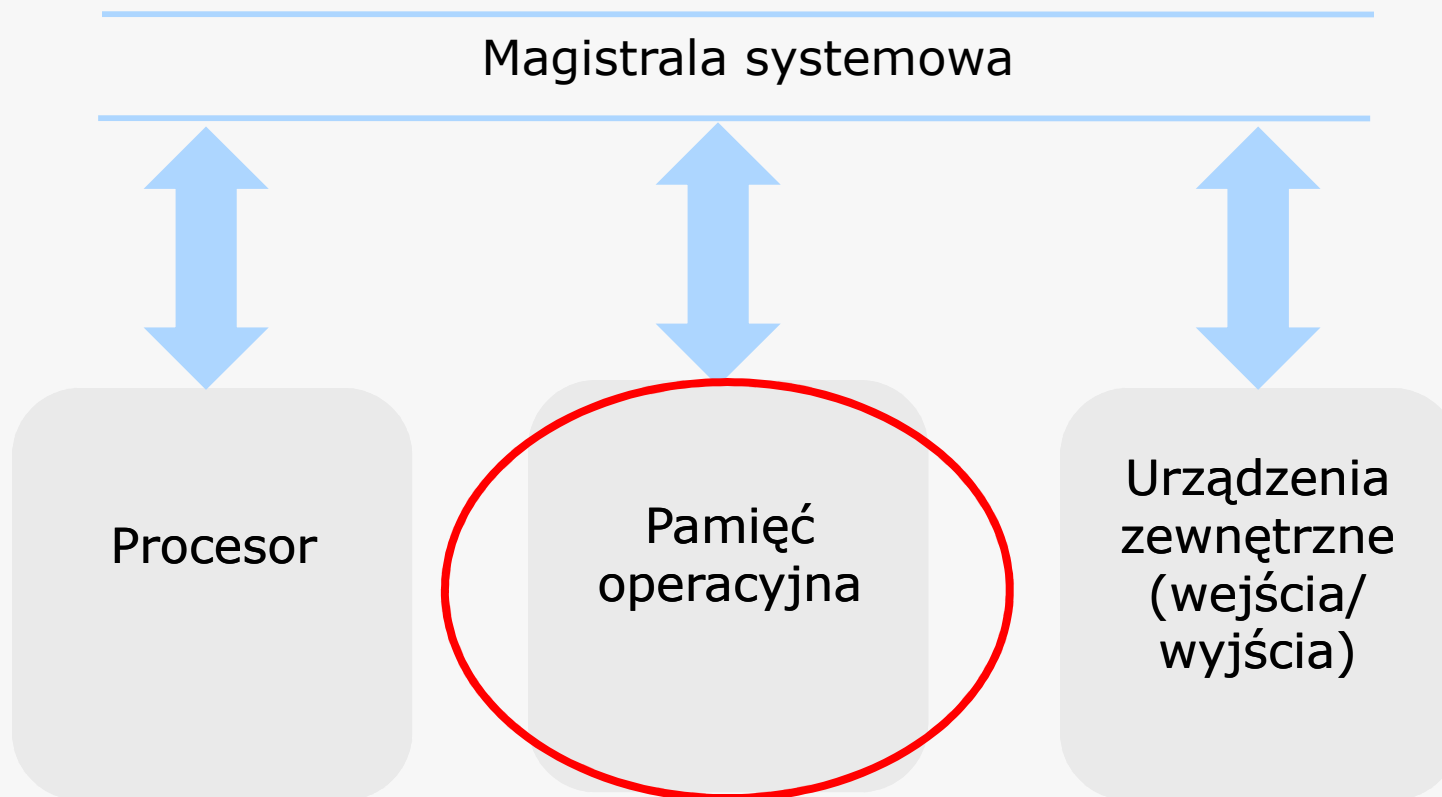 Magistrala systemowa
Procesor
Pamięć
operacyjna
Urządzenia
zewnętrzne
(wejścia/
wyjścia)